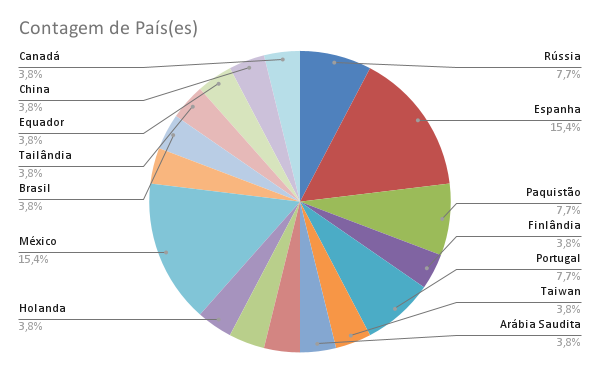 Contagem de País(es)
Canadá
3,8%
China
3,8%
Equador
3,8%
Tailândia
3,8%
Brasil
3,8%
México
15,4%
Holanda
3,8%
Rússia
7,7%
Espanha
15,4%
Paquistão
7,7%
Finlândia
3,8%
Portugal
7,7%
Taiwan
3,8%
Arábia Saudita
3,8%